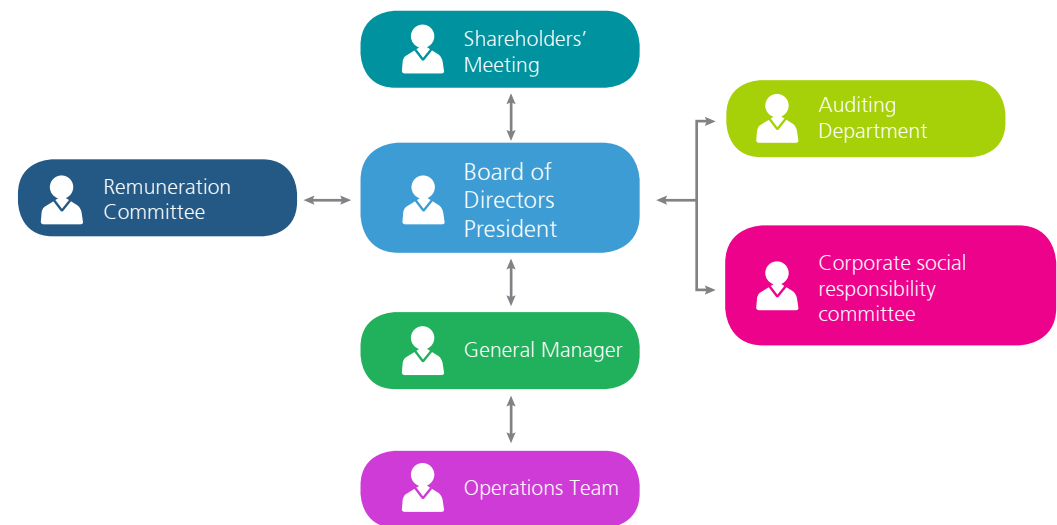 Shareholders’
Meeting
Auditing
Department
Remuneration
Committee
Board of
Directors
President
Corporate social
responsibility
committee
General Manager
Operations Team